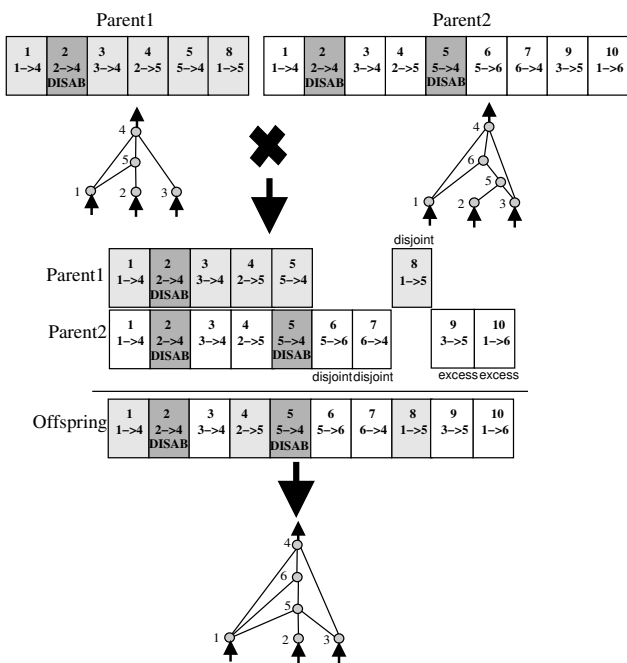 Parent1 Parent2
1 2 3 4 5 8 1 2 3 4 5 6 7 9 10
1->4 2->4 3->4 2->5 5->4 1->5 1->4 2->4 3->4 2->5 5->4 5->6 6->4 3->5 1->6
DISAB DISAB DISAB
4 4
5 6
5
1 2 3 1 2 3
disjoint
Parent1 1 2 3 4 5 8
1->4 2->4 3->4 2->5 5->4 1->5
DISAB
Parent2 1 2 3 4 5 6 7 9 10
1->4 2->4 3->4 2->5 5->4 5->6 6->4 3->5 1->6
DISAB DISAB
disjoint disjoint excess excess
Offspring 1 2 3 4 5 6 7 8 9 10
1->4 2->4 3->4 2->5 5->4 5->6 6->4 1->5 3->5 1->6
DISAB DISAB
4
6
5
1 2 3